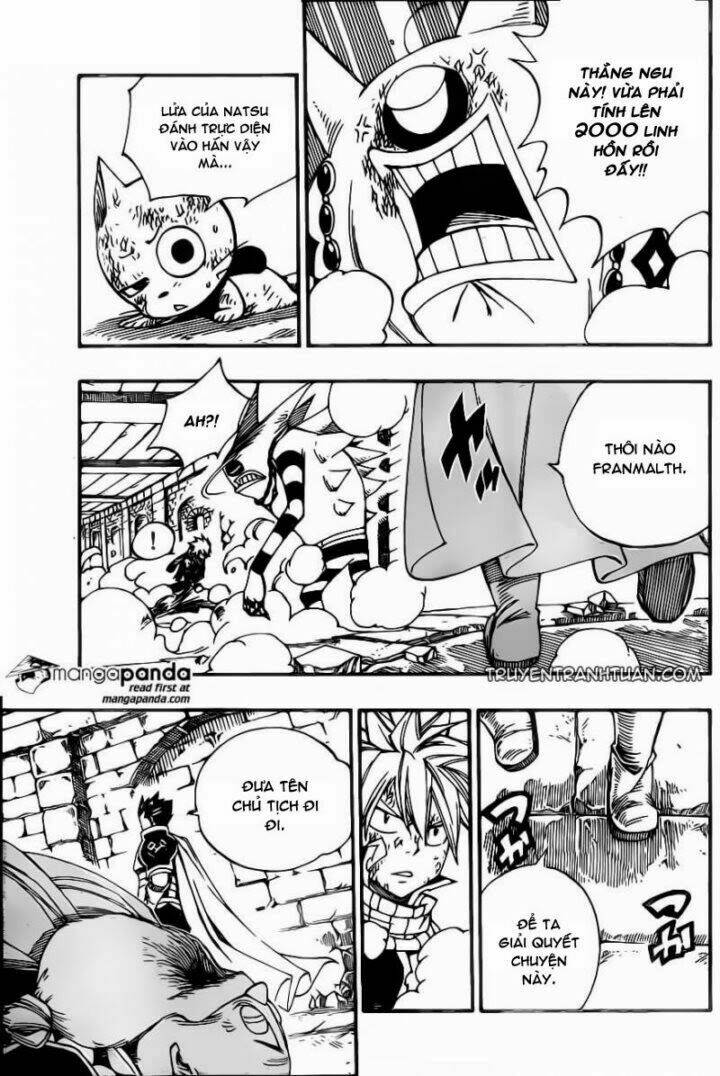 THẰNG NGU
NÀY! VỪA PHẢI
TÍNH LÊN
2000 LINH
HỒN RỒI
ĐẤY!!
LỬA CỦA NATSU
ĐÁNH TRỰC DIỆN
VÀO HẮN VẬY
MÀ...
THÔI NÀO
FRANMALTH.
AH?!
!
mangapanda
read first at
mangapanda.com
TRUYENTRANHTUAN.COM
ĐỂ TA
GIẢI QUYẾT
CHUYỆN
NÀY.
ĐƯA TÊN
CHỦ TỊCH ĐI
ĐI.